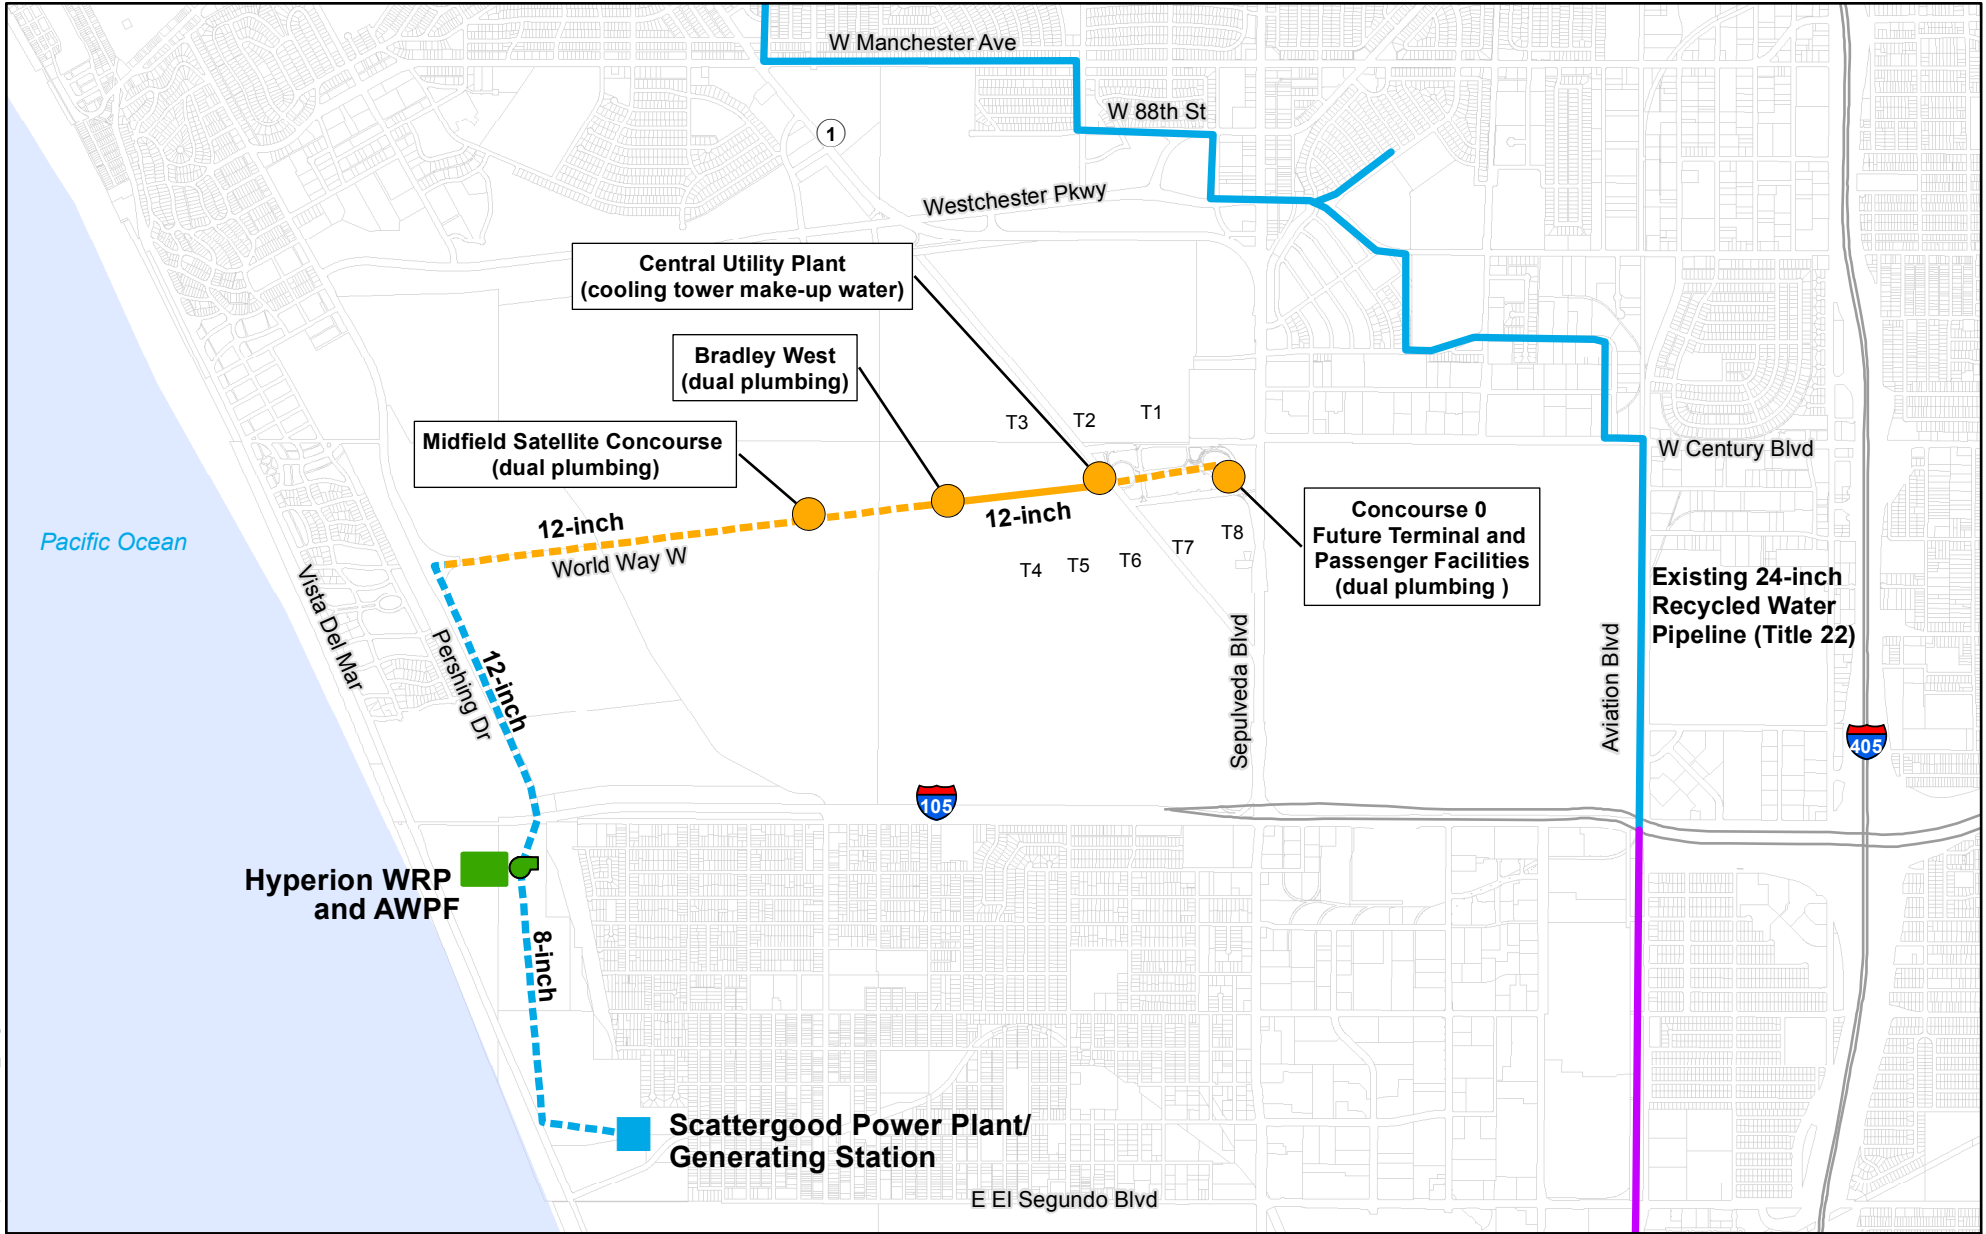 W Manchester Ave
W 88th St
1
Westchester Pkwy
Central Utility Plant
(cooling tower make-up water)
Bradley West
(dual plumbing)
T3
T2
T1
Midfield Satellite Concourse
(dual plumbing)
W Century Blvd
12-inch
12-inch
Concourse 0
Future Terminal and
Passenger Facilities
(dual plumbing )
Pacific Ocean
World Way W
T4
T5
T6
T7
T8
Existing 24-inch
Recycled Water
Pipeline (Title 22)
Vista Del Mar
Pershing Dr
12-inch
Sepulveda Blvd
Aviation Blvd
405
105
Hyperion WRP
and AWPF
8-inch
Scattergood Power Plant/
Generating Station
E El Segundo Blvd